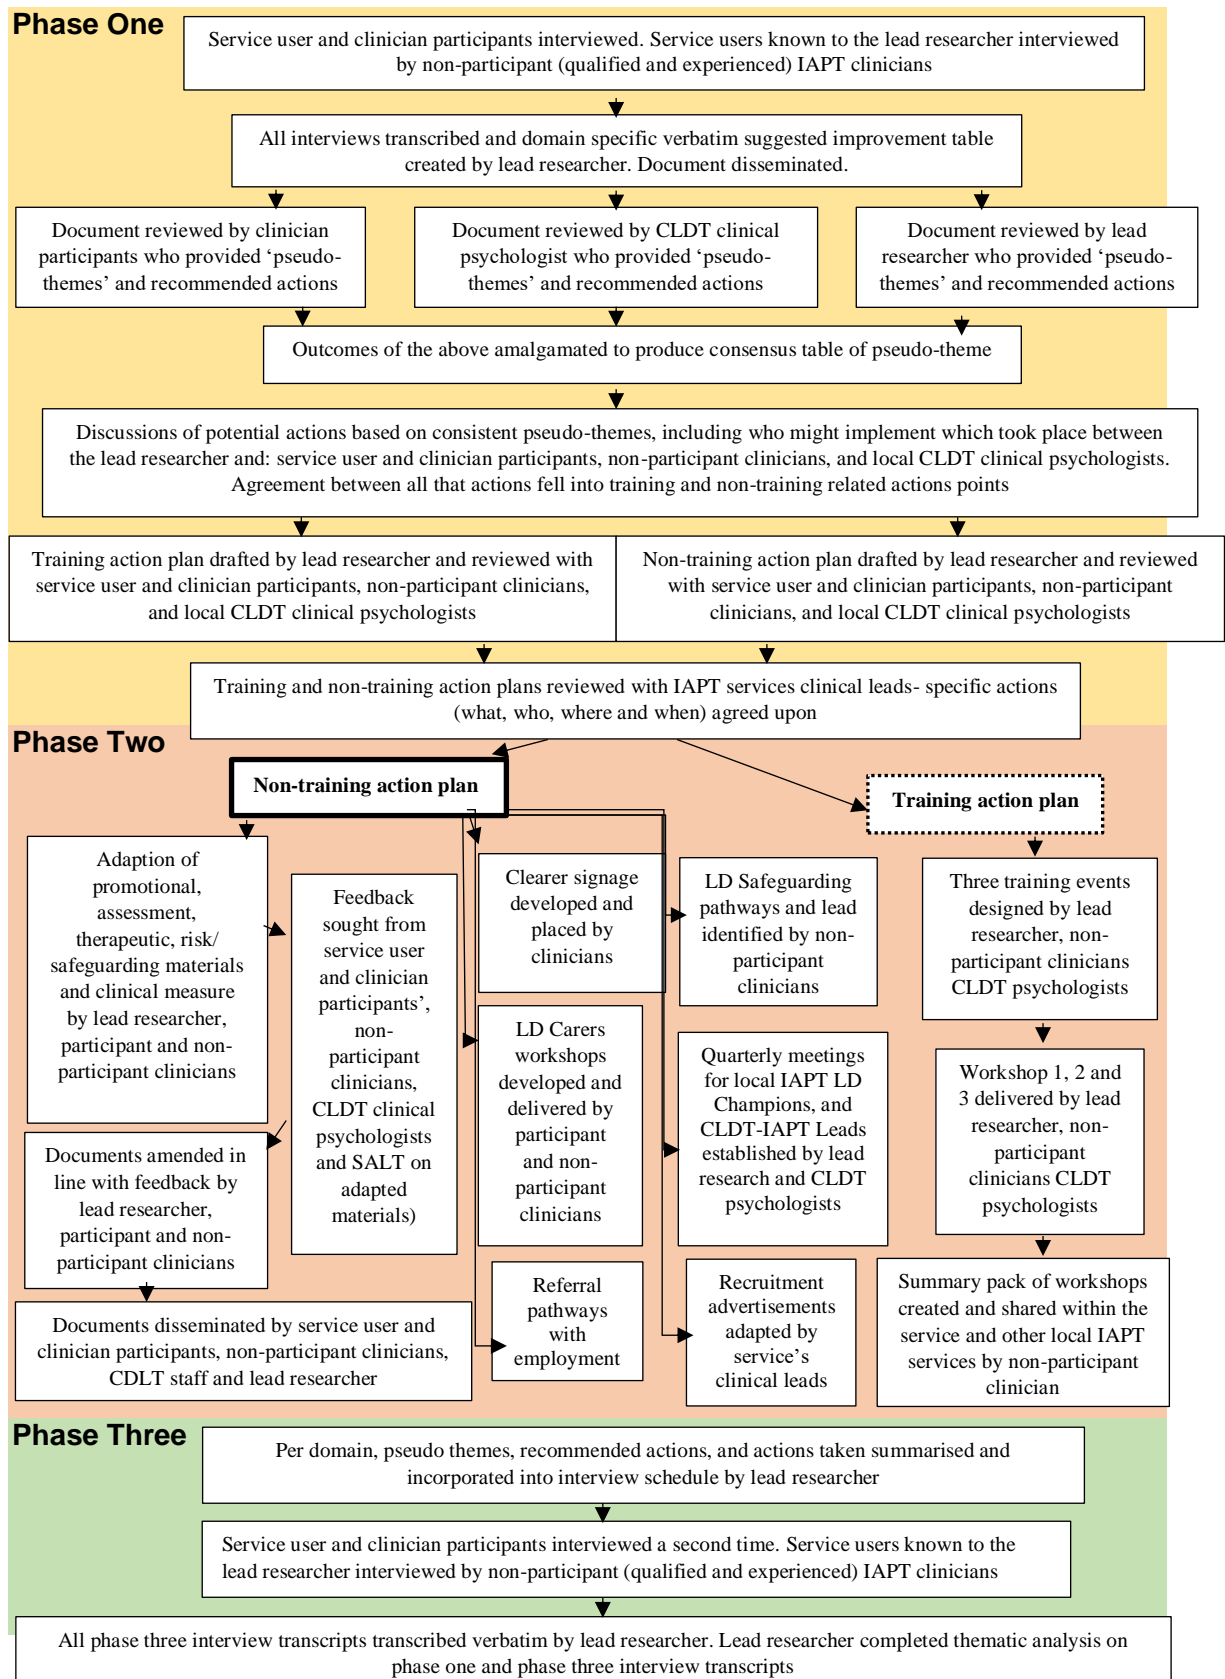 Phase One
Service user and clinician participants interviewed. Service users known to the lead researcher interviewed
by non-participant (qualified and experienced) IAPT clinicians
All interviews transcribed and domain specific verbatim suggested improvement table
created by lead researcher. Document disseminated.
Document reviewed by clinician
participants who provided ‘pseudo-
themes’ and recommended actions
Document reviewed by CLDT clinical
psychologist who provided ‘pseudo-
themes’ and recommended actions
Document reviewed by lead
researcher who provided ‘pseudo-
themes’ and recommended actions
Outcomes of the above amalgamated to produce consensus table of pseudo-theme
Discussions of potential actions based on consistent pseudo-themes, including who might implement which took place between
the lead researcher and: service user and clinician participants, non-participant clinicians, and local CLDT clinical psychologists.
Agreement between all that actions fell into training and non-training related actions points
Training action plan drafted by lead researcher and reviewed with
service user and clinician participants, non-participant clinicians,
and local CLDT clinical psychologists
Non-training action plan drafted by lead researcher and reviewed
with service user and clinician participants, non-participant
clinicians, and local CLDT clinical psychologists
Training and non-training action plans reviewed with IAPT services clinical leads- specific actions
(what, who, where and when) agreed upon
Phase Two
Non-training action plan
Training action plan
Adaption of
promotional,
assessment,
therapeutic, risk/
safeguarding materials
and clinical measure
by lead researcher,
participant and non-
participant clinicians
Feedback
sought from
service user
and clinician
participants’,
non-
participant
clinicians,
CLDT clinical
psychologists
and SALT on
adapted
materials)
Documents amended in
line with feedback by
lead researcher,
participant and non-
participant clinicians
Documents disseminated by service user and
clinician participants, non-participant clinicians,
CDLT staff and lead researcher
Clearer signage
developed and
placed by
clinicians
LD Carers
workshops
developed and
delivered by
participant
and non-
participant
clinicians
Referral
pathways
with
employment
LD Safeguarding
pathways and lead
identified by non-
participant
clinicians
Quarterly meetings
for local IAPT LD
Champions, and
CLDT-IAPT Leads
established by lead
research and CLDT
psychologists
Recruitment
advertisements
adapted by
service’s
clinical leads
Three training events
designed by lead
researcher, non-
participant clinicians
CLDT psychologists
Workshop 1, 2 and
3 delivered by lead
researcher, non-
participant
clinicians CLDT
psychologists
Summary pack of workshops
created and shared within the
service and other local IAPT
services by non-participant
clinician
Phase Three
Per domain, pseudo themes, recommended actions, and actions taken summarised and
incorporated into interview schedule by lead researcher
Service user and clinician participants interviewed a second time. Service users known to the
lead researcher interviewed by non-participant (qualified and experienced) IAPT clinicians
All phase three interview transcripts transcribed verbatim by lead researcher. Lead researcher completed thematic analysis on
phase one and phase three interview transcripts